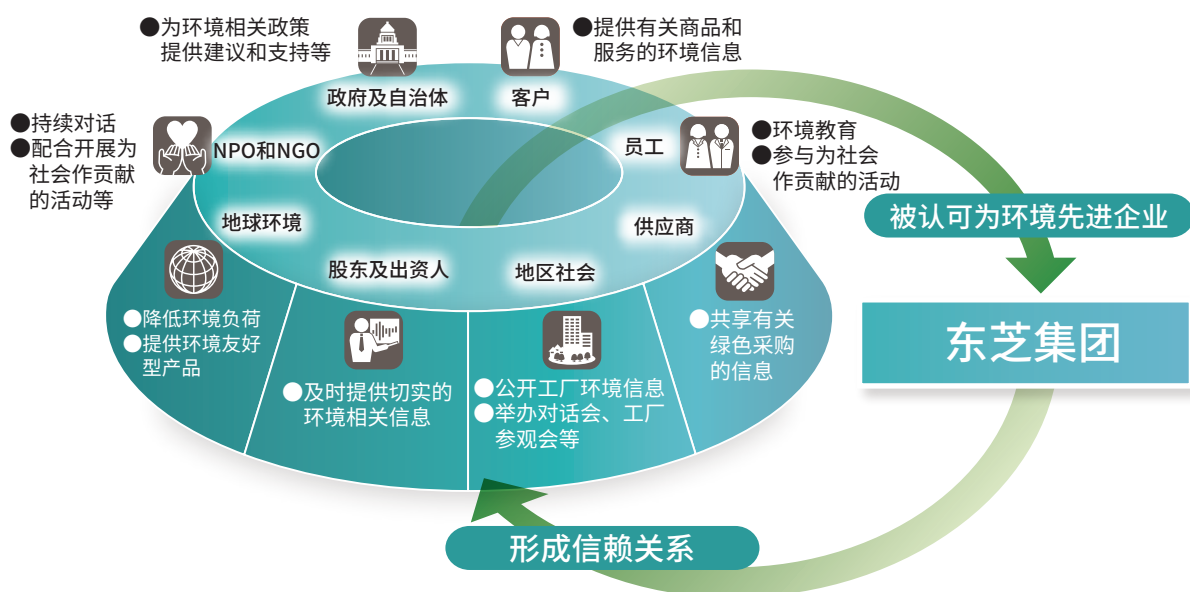 ●为环境相关政策
提供建议和支持等
●提供有关商品和
服务的环境信息
政府及自治体
客户
●持续对话
●配合开展为
社会作贡献
的活动等
NPO和NGO
员工
●环境教育
●参与为社会
作贡献的活动
被认可为环境先进企业
地球环境
供应商
股东及出资人
地区社会
●降低环境负荷
●提供环境友好
型产品
●及时提供切实的
环境相关信息
●公开工厂环境信息
●举办对话会、工厂
参观会等
●共享有关
绿色采购
的信息
东芝集团
形成信赖关系